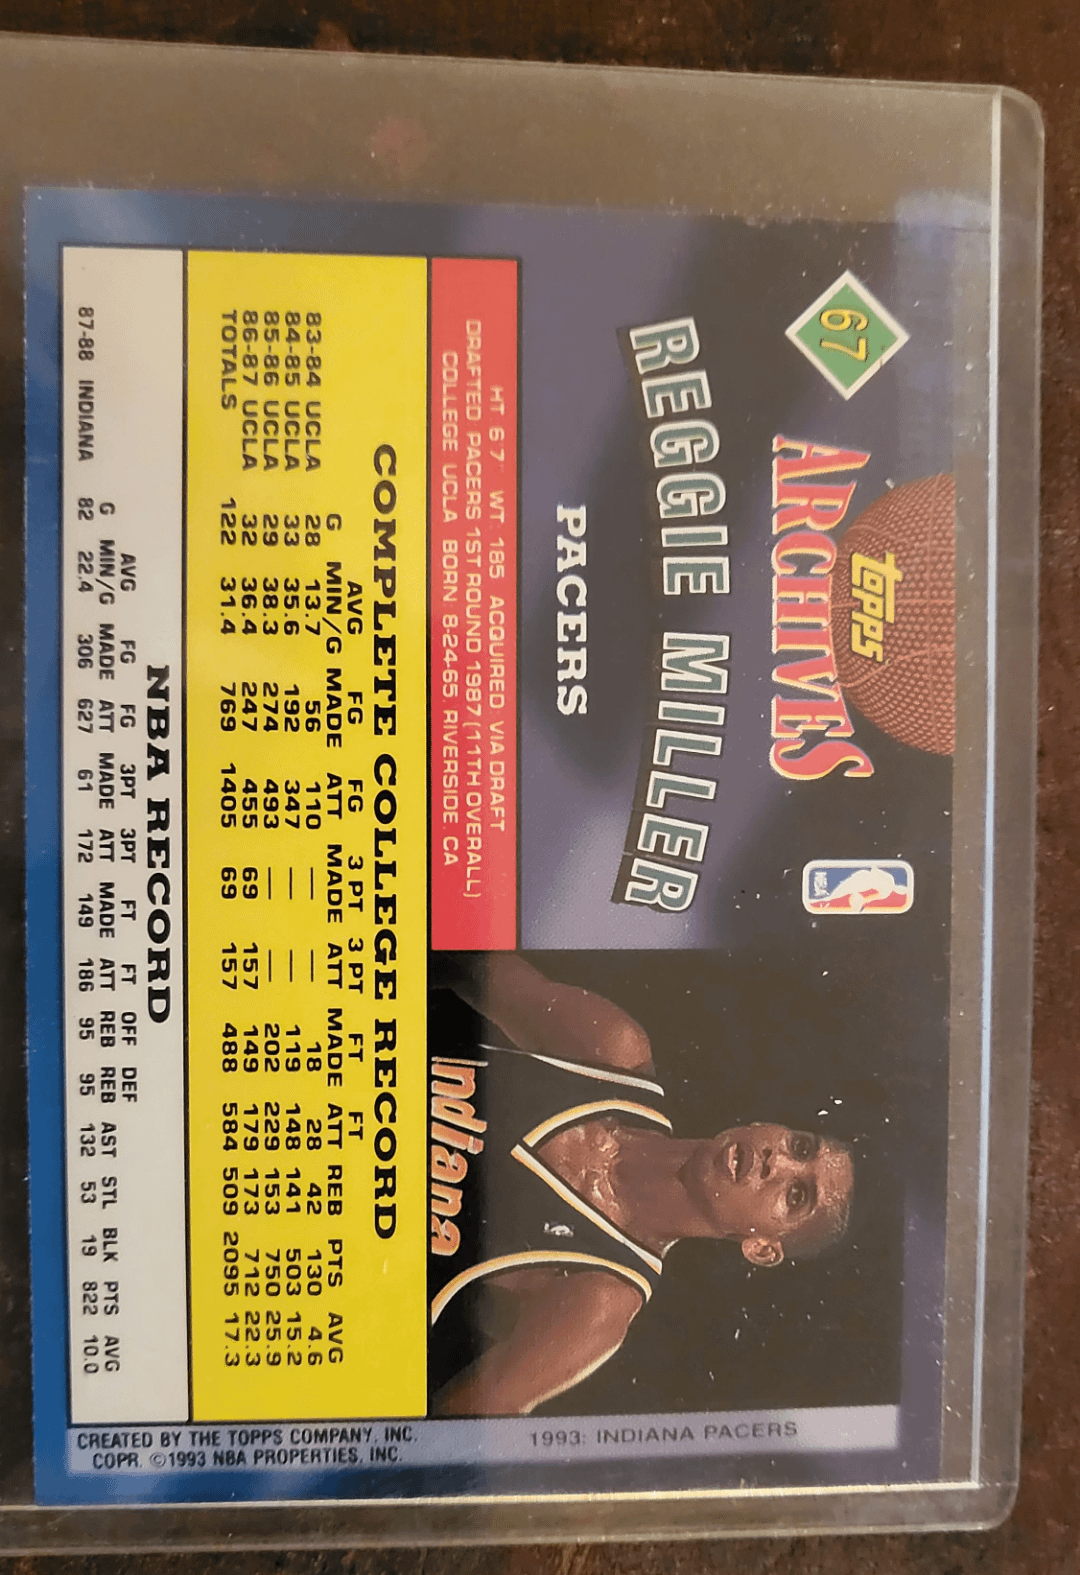 67
topps
ARCHIVES
NBA
REGGIE MILLER
PACERS
HT 6'7" WT: 185 ACQUIRED VIA DRAFT
DRAFTED PACERS 1ST ROUND 1987 (11TH OVERALL)
COLLEGE UCLA BORN: 8-24-65, RIVERSIDE, CA
Indiana
1993: INDIANA PACERS
COMPLETE COLLEGE RECORD
AVG FG FG 3 PT 3 PT FT FT
G MIN/G MADE ATT MADE ATT MADE ATT REB PTS AVG
83-84 UCLA 28 13.7 56 110 — — 18 28 42 130 4.6
84-85 UCLA 33 35.6 192 347 — — 119 148 141 503 15.2
85-86 UCLA 29 38.3 274 493 — — 202 229 153 750 25.9
86-87 UCLA 32 36.4 247 455 69 157 149 179 173 712 22.3
TOTALS 122 31.4 769 1405 69 157 488 584 509 2095 17.3
NBA RECORD
AVG FG FG 3PT 3PT FT FT OFF DEF
G MIN/G MADE ATT MADE ATT MADE ATT REB REB AST STL BLK PTS AVG
87-88 INDIANA 82 22.4 306 627 61 172 149 186 95 95 132 53 19 822 10.0
CREATED BY THE TOPPS COMPANY, INC.
COPR. ©1993 NBA PROPERTIES, INC.